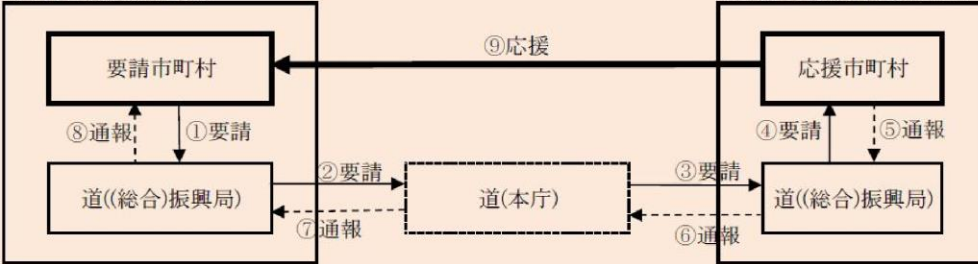 ⑨応援
要請市町村
応援市町村
⑧通報
①要請
④要請
⑤通報
②要請
③要請
道((総合)振興局)
道(本庁)
道((総合)振興局)
⑦通報
⑥通報